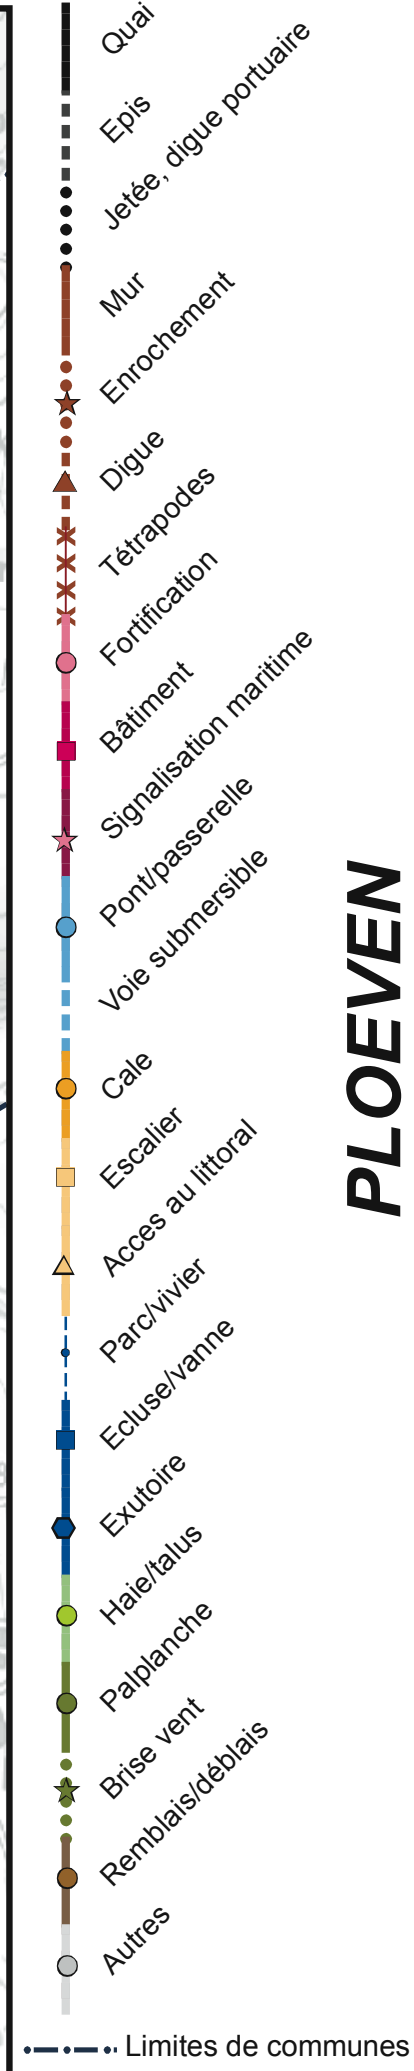 Quai
Epis
Jetée, digue portuaire
Mur
Enrochement
Digue
Tétrapodes
Fortification
Bâtiment
Signalisation maritime
Pont/passerelle
Voie submersible
Cale
Escalier
Acces au littoral
Parc/vivier
Ecluse/vanne
Exutoire
Haie/talus
Palplanche
Brise vent
Remblais/déblais
Autres
Limites de communes
PLOEVEN